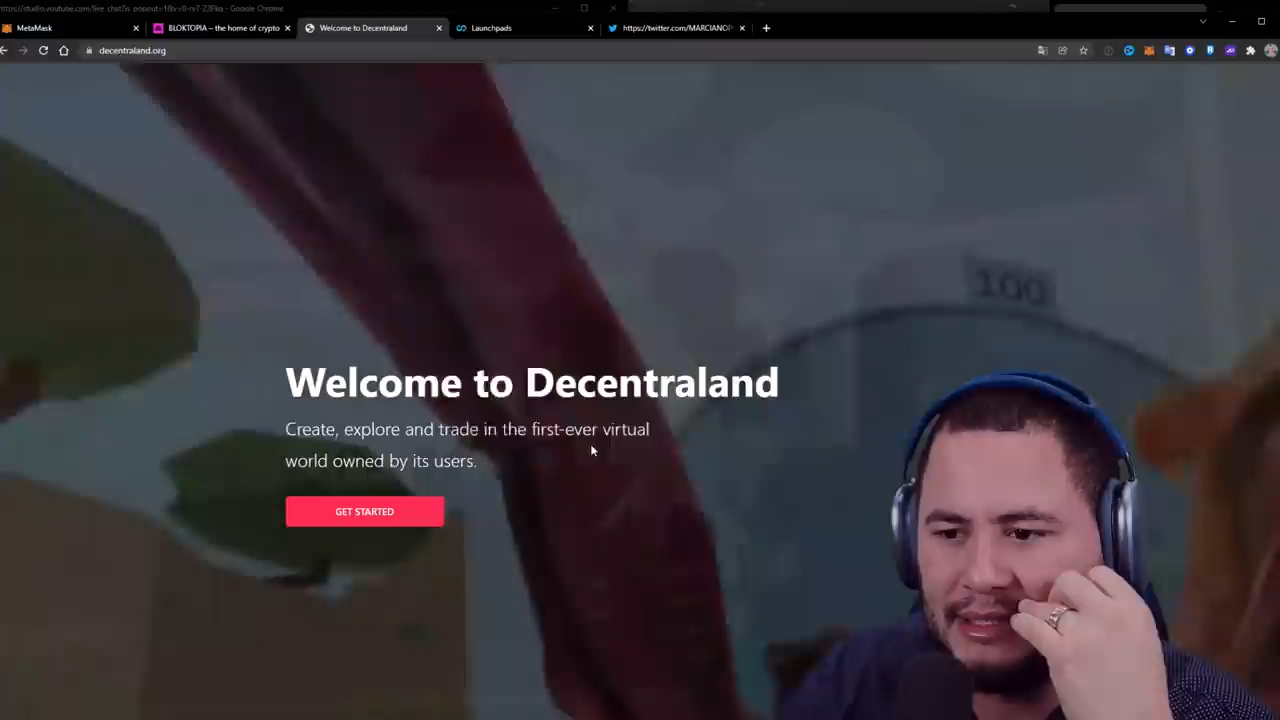 MetaMask
BLOKTOPIA – the home of crypto
Welcome to Decentraland
Launchpads
https://twitter.com/MARCIANOP
decentraland.org
100
Welcome to Decentraland
Create, explore and trade in the first-ever virtual
world owned by its users.
GET STARTED